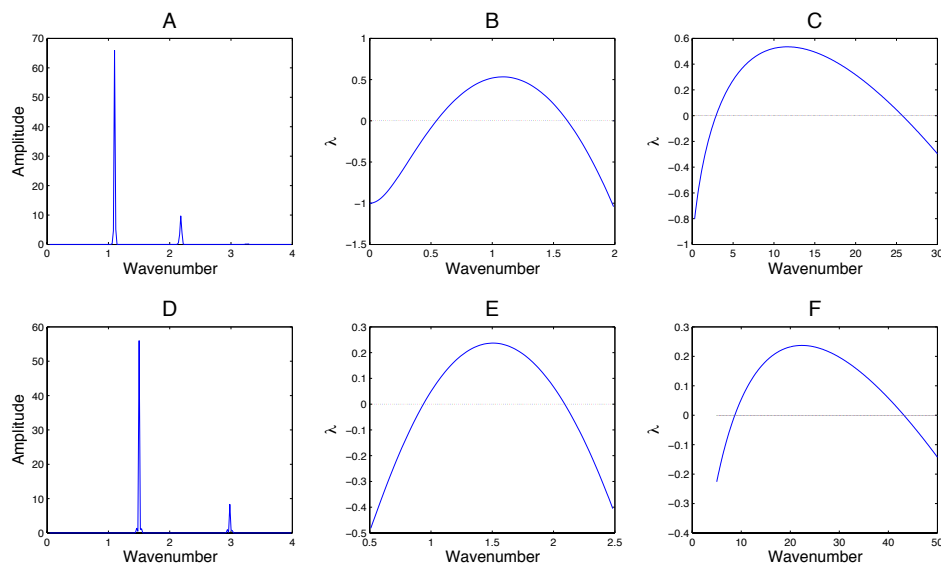 A
B
C
70
60
50
40
30
20
10
0
Amplitude
0 1 2 3 4
Wavenumber
1
0.5
0
−0.5
−1
−1.5
λ
0 0.5 1 1.5 2
Wavenumber
0.6
0.4
0.2
0
−0.2
−0.4
−0.6
−0.8
−1
λ
0 5 10 15 20 25 30
Wavenumber
D
E
F
60
50
40
30
20
10
0
Amplitude
0 1 2 3 4
Wavenumber
0.3
0.2
0.1
0
−0.1
−0.2
−0.3
−0.4
−0.5
λ
0.5 1 1.5 2 2.5
Wavenumber
0.3
0.2
0.1
0
−0.1
−0.2
−0.3
−0.4
λ
0 10 20 30 40 50
Wavenumber